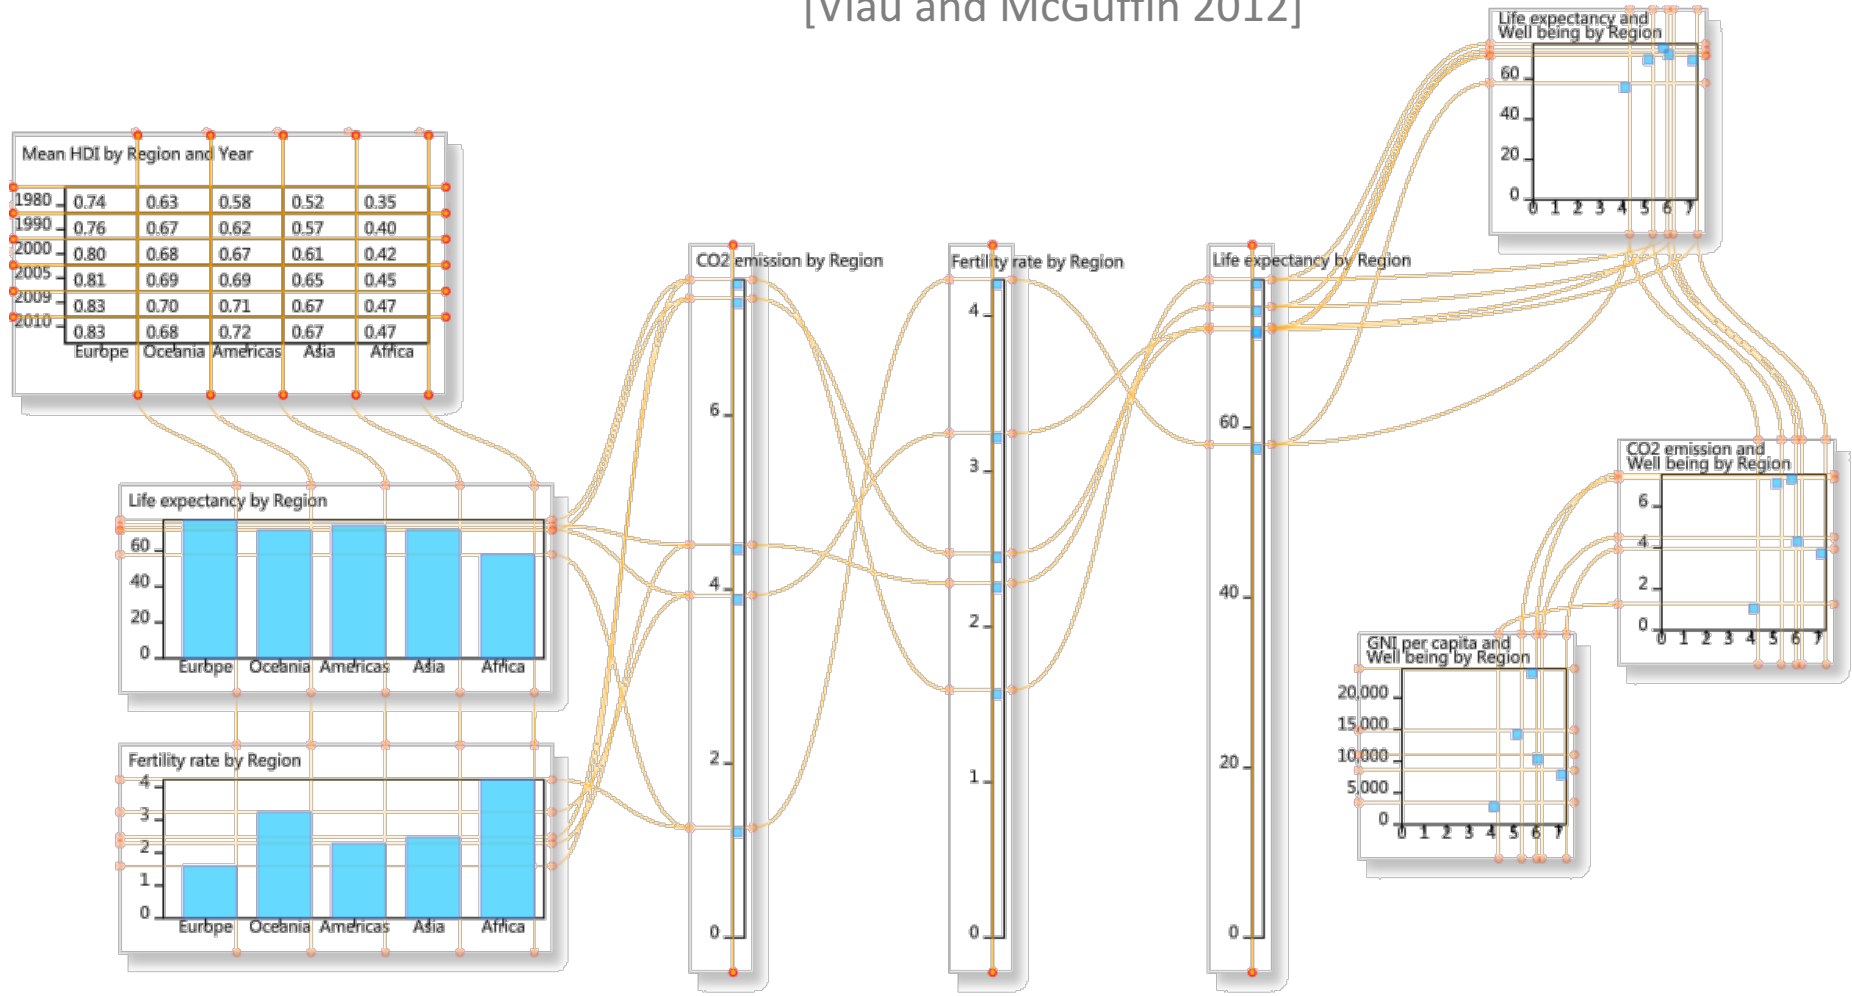 [Viau and McGuffin 2012]
Life expectancy and
Well being by Region
60
40
20
0
0 1 2 3 4 5 6 7
Mean HDI by Region and Year
1980 0.74 0.63 0.58 0.52 0.35
1990 0.76 0.67 0.62 0.57 0.40
2000 0.80 0.68 0.67 0.61 0.42
2005 0.81 0.69 0.69 0.65 0.45
2009 0.83 0.70 0.71 0.67 0.47
2010 0.83 0.68 0.72 0.67 0.47
Europe Oceania Americas Asia Africa
CO2 emission by Region
6
4
2
0
Fertility rate by Region
4
3
2
1
0
Life expectancy by Region
60
40
20
0
Life expectancy by Region
60
40
20
0
Europe Oceania Americas Asia Africa
CO2 emission and
Well being by Region
6
4
2
0
0 1 2 3 4 5 6 7
GNI per capita and
Well being by Region
20,000
15,000
10,000
5,000
0
0 1 2 3 4 5 6 7
Fertility rate by Region
4
3
2
1
0
Europe Oceania Americas Asia Africa